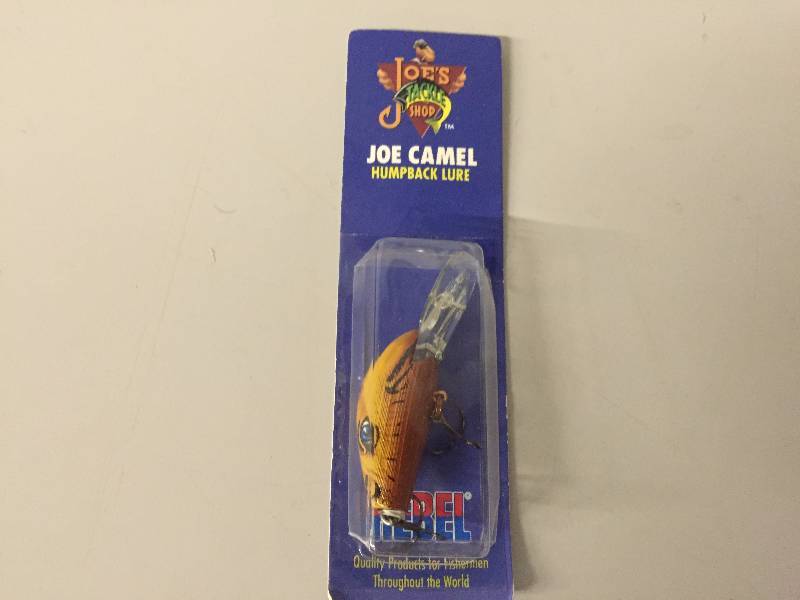 JOE'S
TACKLE
SHOP
TM
JOE CAMEL
HUMPBACK LURE
REBEL®
Quality Products for Fishermen
Throughout the World